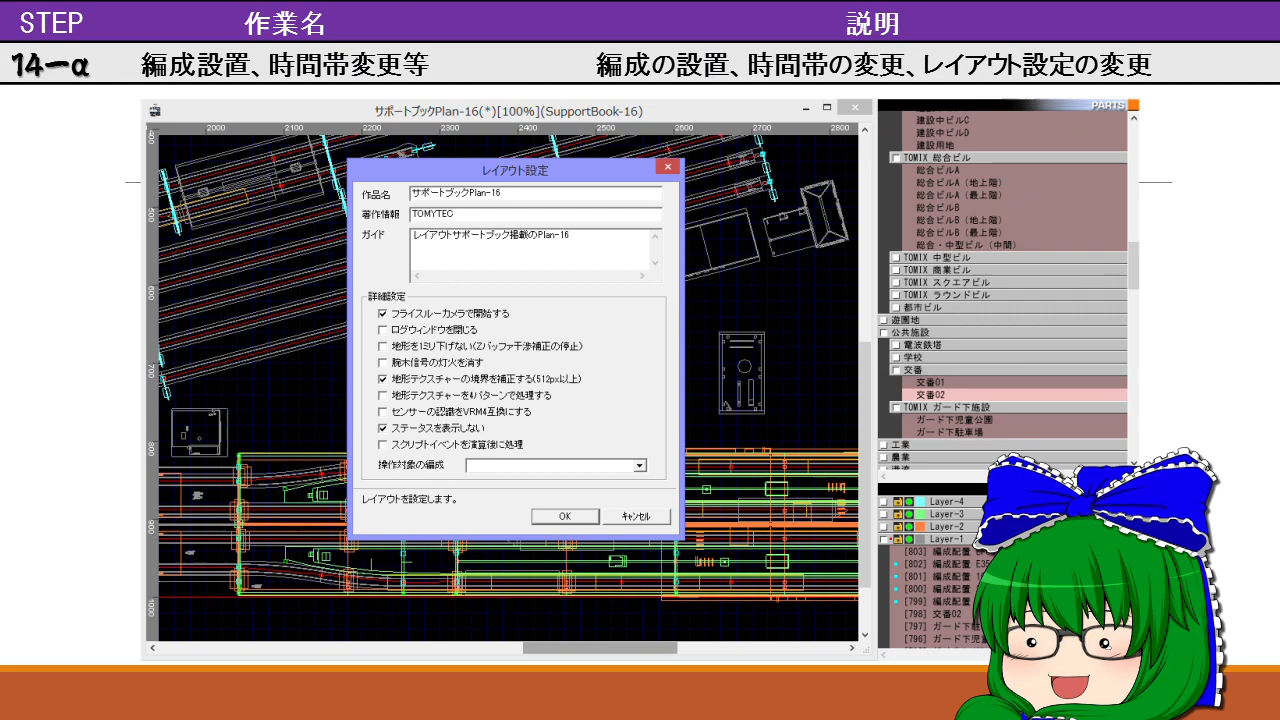 STEP 作業名 説明
14-α 編成設置、時間帯変更等 編成の設置、時間帯の変更、レイアウト設定の変更
サポートブックPlan-16(*)[100%](SupportBook-16)
2000 2100 2200 2300 2400 2500 2600 2700 2800
400
500
600
700
800
900
1000
レイアウト設定
作品名 サポートブックPlan-16
著作情報 TOMYTEC
ガイド レイアウトサポートブック掲載のPlan-16
詳細設定
フライスルーカメラで開始する
ログウィンドウを閉じる
地形を1ミリ下げない(Zバッファ干渉補正の停止)
腕木信号の灯火を消す
地形テクスチャーの境界を補正する(512px以上)
地形テクスチャーを4パターンで処理する
センサーの認識をVRM4互換にする
ステータスを表示しない
スクリプトイベントを演算後に処理
操作対象の編成
レイアウトを設定します。
OK キャンセル
PARTS
建設中ビルC
建設中ビルD
建設用地
TOMIX 総合ビル
総合ビルA
総合ビルA(地上階)
総合ビルA(最上階)
総合ビルB
総合ビルB(地上階)
総合ビルB(最上階)
総合・中型ビル(中間)
TOMIX 中型ビル
TOMIX 商業ビル
TOMIX スクエアビル
TOMIX ラウンドビル
都市ビル
遊園地
公共施設
電波鉄塔
学校
交番
交番01
交番02
TOMIX ガード下施設
ガード下児童公園
ガード下駐車場
工業
農業
Layer-4
Layer-3
Layer-2
Layer-1
[803] 編成配置
[802] 編成配置 E35
[801] 編成配置
[800] 編成配置
[799] 編成配置
[798] 交番02
[797] ガード下
[796] ガード下児